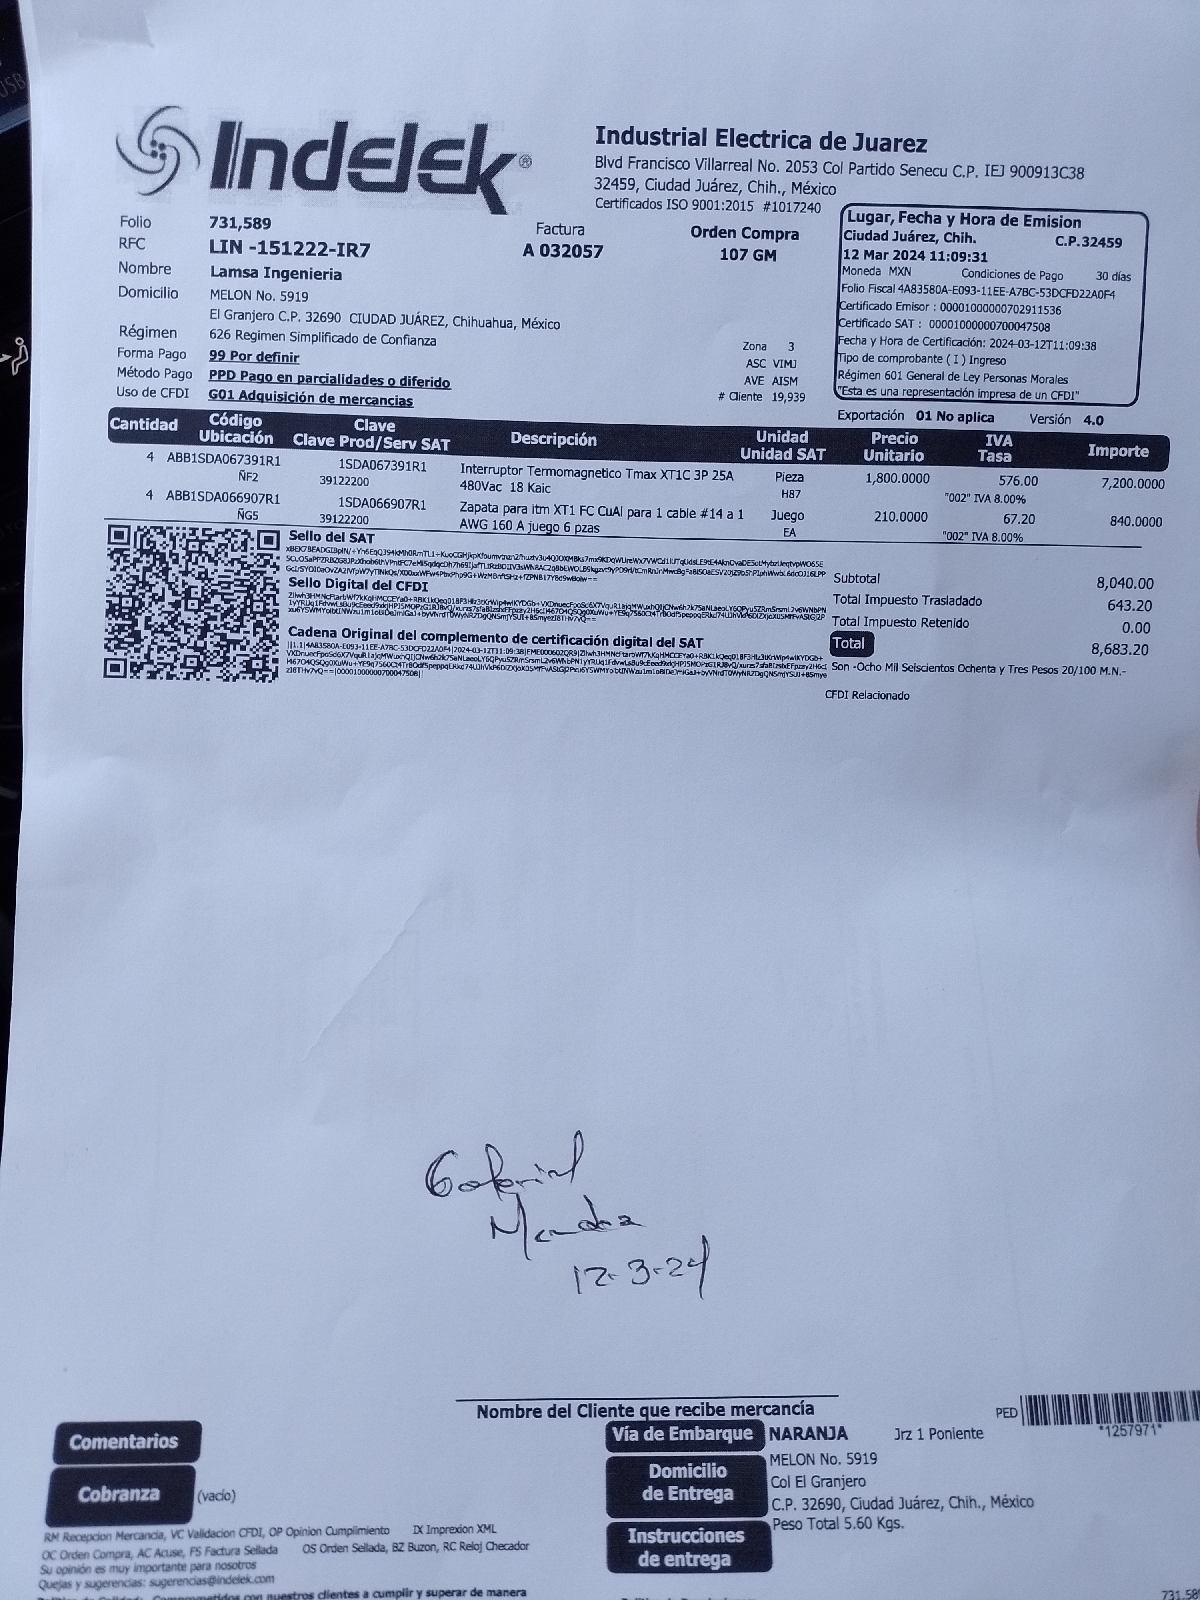 Indelek®
Industrial Electrica de Juarez
Blvd Francisco Villarreal No. 2053 Col Partido Senecu C.P. IEJ 900913C38
32459, Ciudad Juárez, Chih., México
Certificados ISO 9001:2015 #1017240
Folio 731,589
RFC LIN -151222-IR7
Nombre Lamsa Ingenieria
Domicilio MELON No. 5919
El Granjero C.P. 32690 CIUDAD JUÁREZ, Chihuahua, México
Régimen 626 Regimen Simplificado de Confianza
Forma Pago 99 Por definir
Método Pago PPD Pago en parcialidades o diferido
Uso de CFDI G01 Adquisición de mercancias
Factura
A 032057
Orden Compra
107 GM
Zona 3
ASC VIMJ
AVE AISM
# Cliente 19,939
Lugar, Fecha y Hora de Emision
Ciudad Juárez, Chih. C.P.32459
12 Mar 2024 11:09:31
Moneda MXN Condiciones de Pago 30 días
Folio Fiscal 4A83580A-E093-11EE-A7BC-53DCFD22A0F4
Certificado Emisor : 00001000000702911536
Certificado SAT : 00001000000700047508
Fecha y Hora de Certificación: 2024-03-12T11:09:38
Tipo de comprobante ( I ) Ingreso
Régimen 601 General de Ley Personas Morales
"Esta es una representación impresa de un CFDI"
Exportación 01 No aplica Versión 4.0
Cantidad Código Ubicación Clave Clave Prod/Serv SAT Descripción Unidad Unidad SAT Precio Unitario IVA Tasa Importe
4 ABB1SDA067391R1 1SDA067391R1 Interruptor Termomagnetico Tmax XT1C 3P 25A Pieza 1,800.0000 576.00 7,200.0000
ÑF2 39122200 480Vac 18 Kaic H87 "002" IVA 8.00%
4 ABB1SDA066907R1 1SDA066907R1 Zapata para itm XT1 FC CuAl para 1 cable #14 a 1 Juego 210.0000 67.20 840.0000
ÑG5 39122200 AWG 160 A juego 6 pzas EA "002" IVA 8.00%
Sello del SAT
Sello Digital del CFDI
Cadena Original del complemento de certificación digital del SAT
Subtotal 8,040.00
Total Impuesto Trasladado 643.20
Total Impuesto Retenido 0.00
Total 8,683.20
Son -Ocho Mil Seiscientos Ochenta y Tres Pesos 20/100 M.N.-
CFDI Relacionado
Gabriel
12-3-24
Nombre del Cliente que recibe mercancía
PED
*1257971*
Comentarios
Cobranza (vacio)
Vía de Embarque NARANJA Jrz 1 Poniente
Domicilio de Entrega
MELON No. 5919
Col El Granjero
C.P. 32690, Ciudad Juárez, Chih., México
Peso Total 5.60 Kgs.
Instrucciones de entrega
RM Recepcion Mercancia, VC Validacion CFDI, OP Opinion Cumplimiento IX Impresion XML
OC Orden Compra, AC Acuse, FS Factura Sellada OS Orden Sellada, BZ Buzon, RC Reloj Checador
Su opinión es muy importante para nosotros
Quejas y sugerencias: sugerencias@indelek.com
nuestros clientes a cumplir y superar de manera
USB